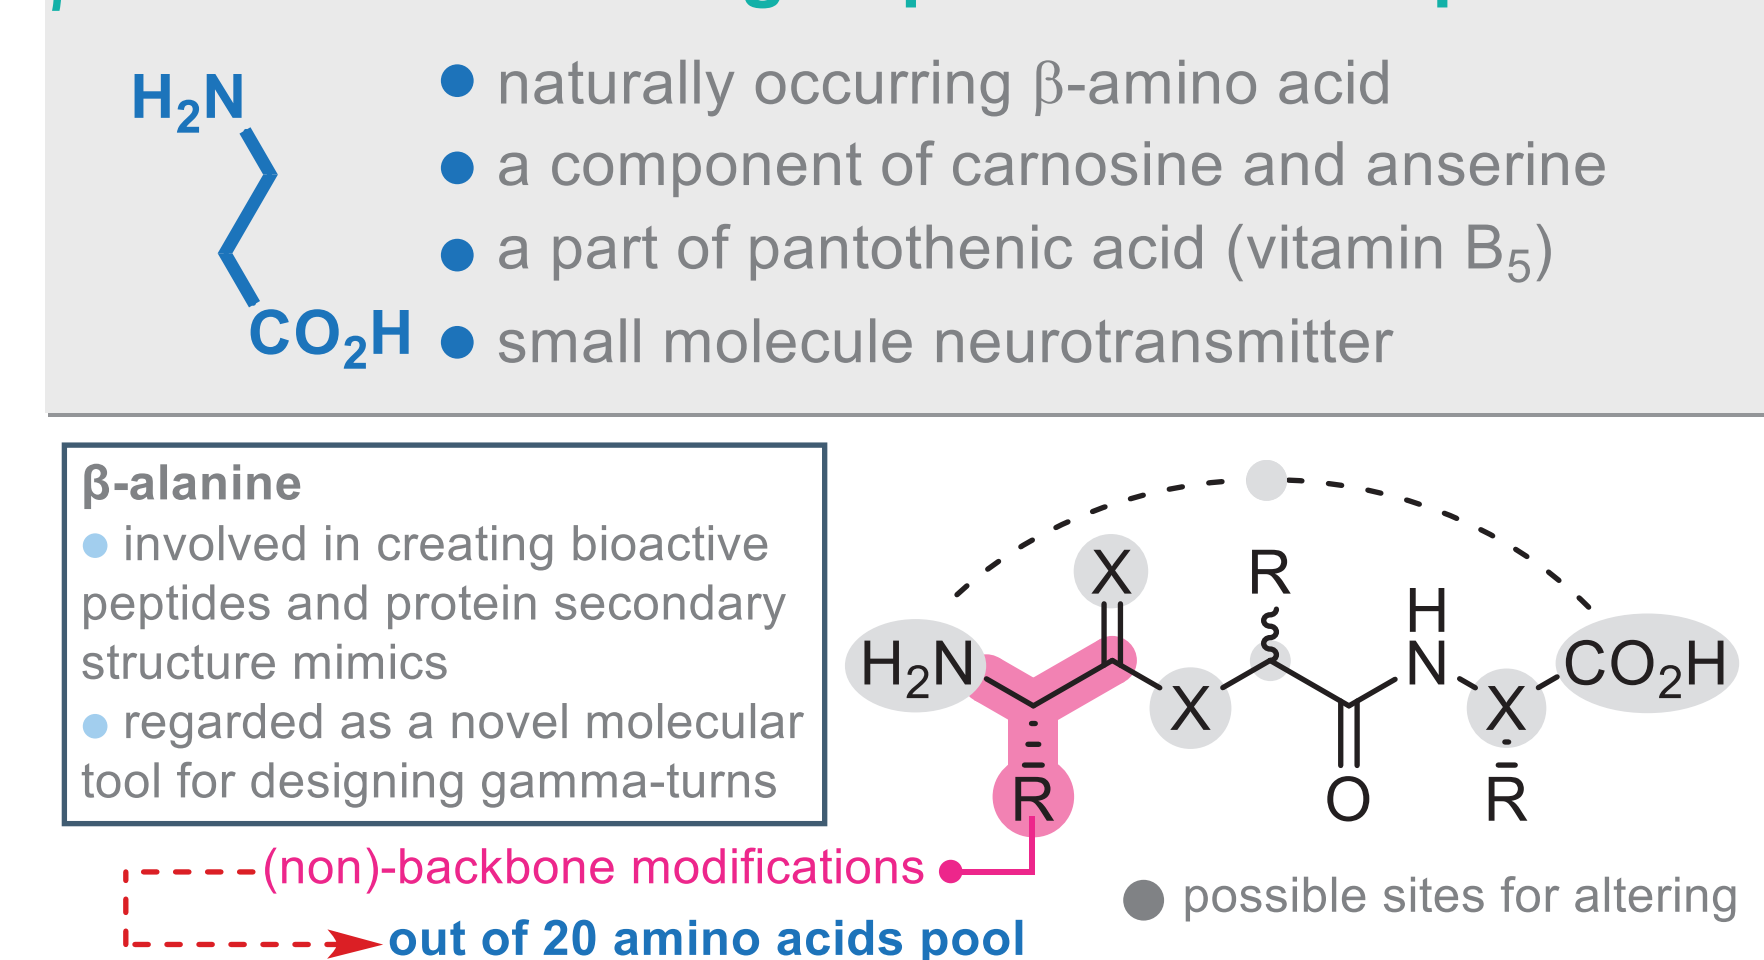 H₂N
CO₂H
naturally occurring β-amino acid
a component of carnosine and anserine
a part of pantothenic acid (vitamin B₅)
small molecule neurotransmitter
β-alanine
involved in creating bioactive
peptides and protein secondary
structure mimics
regarded as a novel molecular
tool for designing gamma-turns
X
R
H
H₂N
X
N
X
CO₂H
R
O
R
(non)-backbone modifications
possible sites for altering
out of 20 amino acids pool